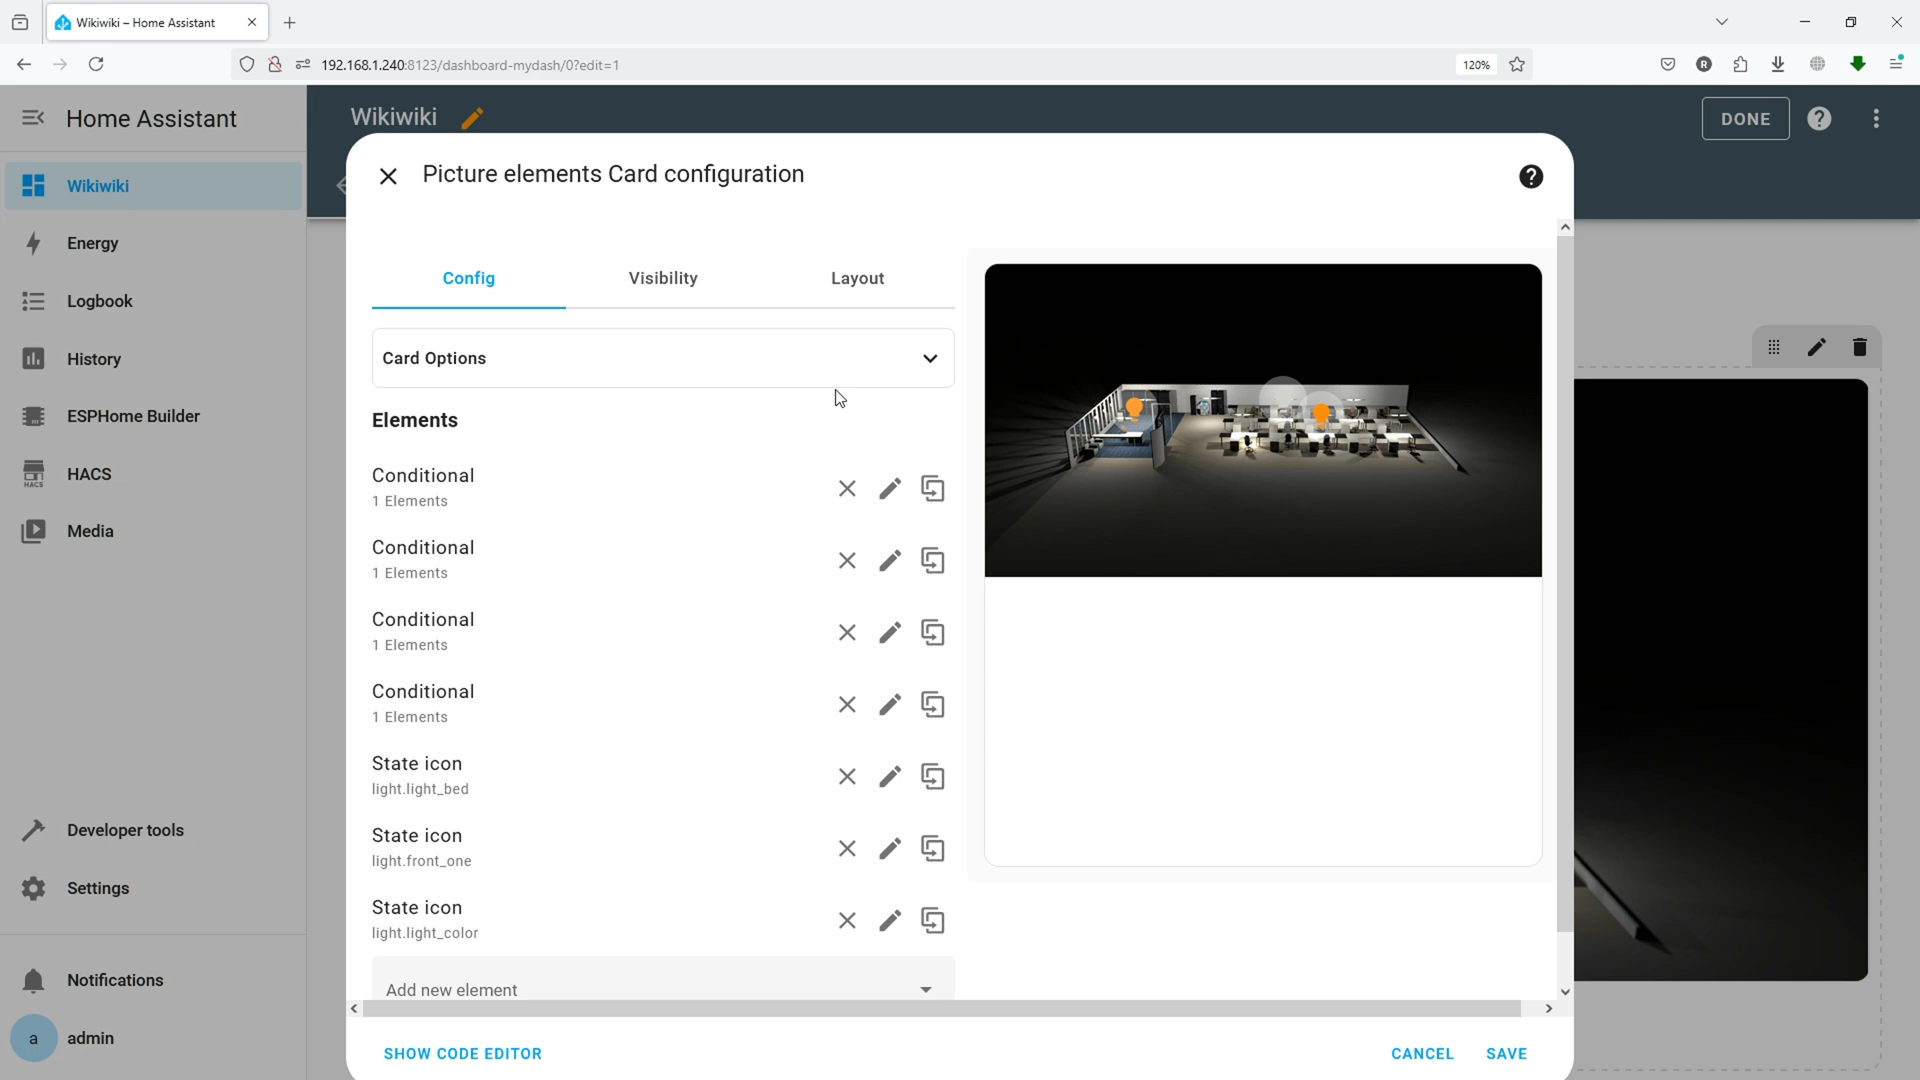 Wikiwiki – Home Assistant
192.168.1.240:8123/dashboard-mydash/0?edit=1
120%
R
Home Assistant
Wikiwiki
DONE
Wikiwiki
Energy
Logbook
History
ESPHome Builder
HACS
HACS
Media
Developer tools
Settings
Notifications
a
admin
Picture elements Card configuration
Config
Visibility
Layout
Card Options
Elements
Conditional
1 Elements
Conditional
1 Elements
Conditional
1 Elements
Conditional
1 Elements
State icon
light.light_bed
State icon
light.front_one
State icon
light.light_color
Add new element
SHOW CODE EDITOR
CANCEL
SAVE